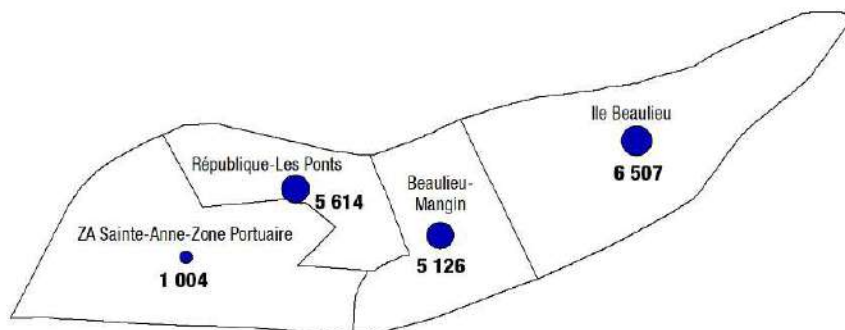 Ile Beaulieu
6 507
République-Les Ponts
5 614
Beaulieu-
Mangin
5 126
ZA Sainte-Anne-Zone Portuaire
1 004